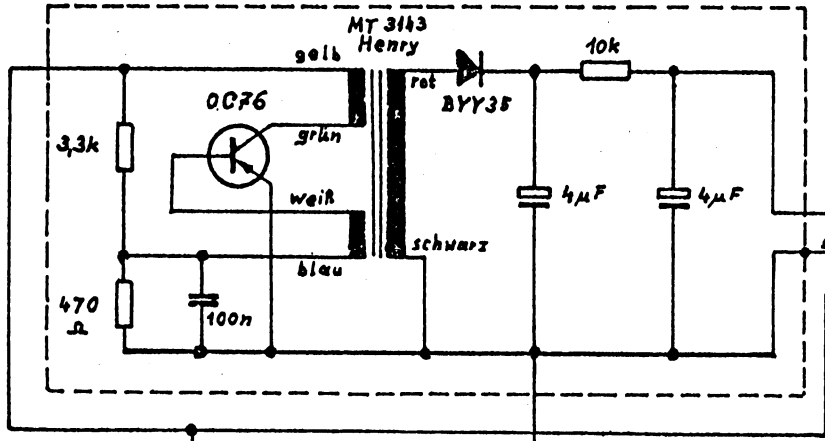 MT 3143
Henry
gelb
rot
10k
BYY35
OC76
grün
3,3k
weiß
4µF
4µF
schwarz
blau
470
Ω
100n